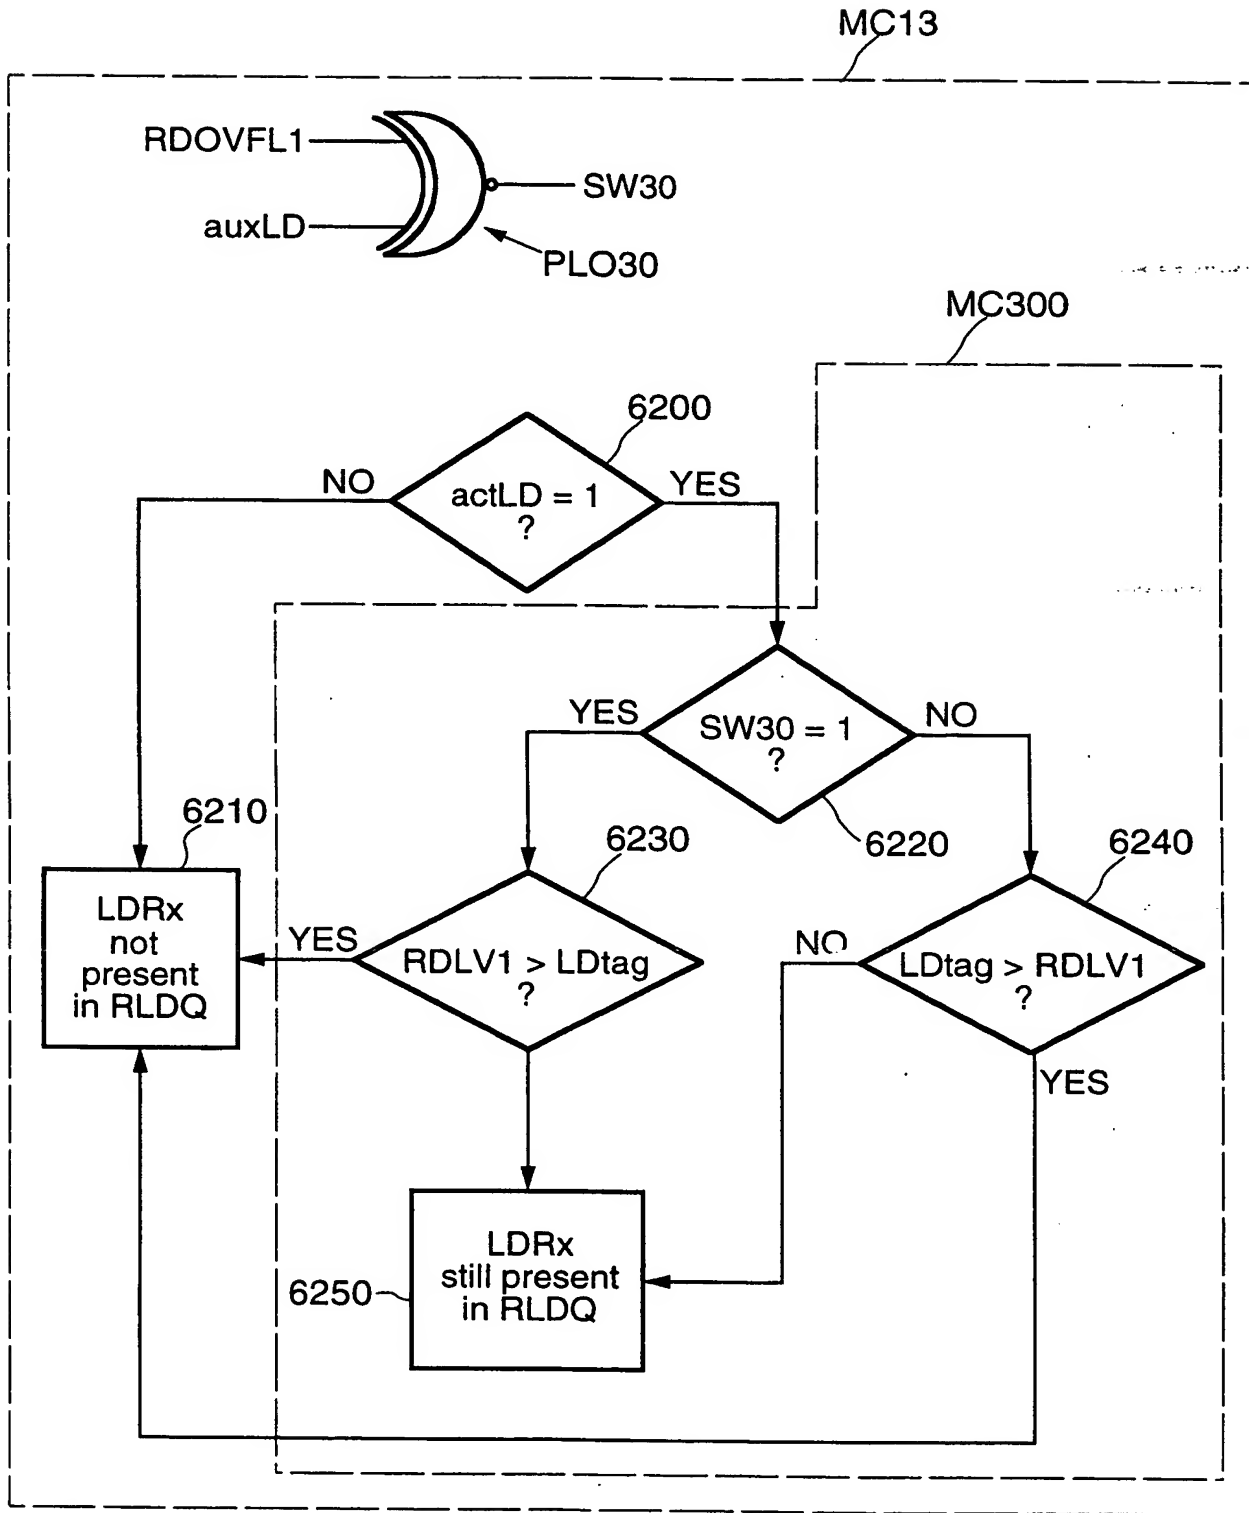 MC13
RDOVFL1
SW30
auxLD
PLO30
MC300
6200
NO
YES
actLD = 1
?
YES
NO
SW30 = 1
?
6210
6230
6220
6240
LDRx
not
present
in RLDQ
YES
RDLV1 > LDtag
?
NO
LDtag > RDLV1
?
YES
LDRx
still present
in RLDQ
6250